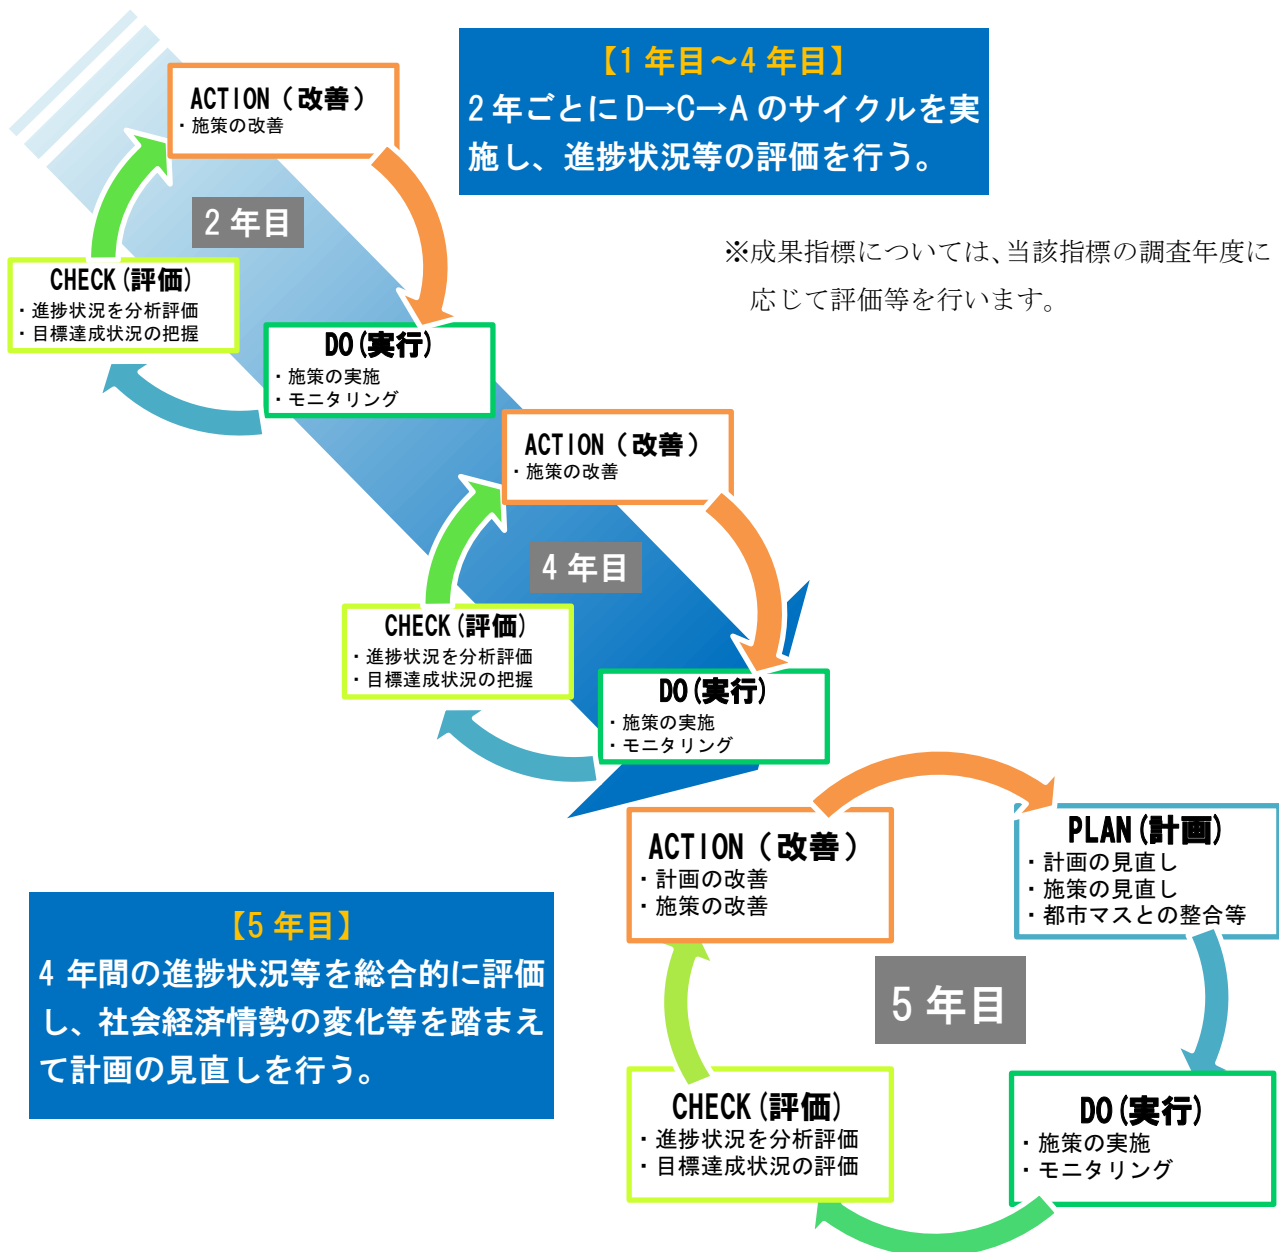 【1年目～4年目】
2年ごとにD→C→Aのサイクルを実
施し、進捗状況等の評価を行う。
ACTION（改善）
・施策の改善
2年目
※成果指標については、当該指標の調査年度に
応じて評価等を行います。
CHECK(評価)
・進捗状況を分析評価
・目標達成状況の把握
DO(実行)
・施策の実施
・モニタリング
ACTION（改善）
・施策の改善
4年目
CHECK(評価)
・進捗状況を分析評価
・目標達成状況の把握
DO(実行)
・施策の実施
・モニタリング
ACTION（改善）
・計画の改善
・施策の改善
PLAN(計画)
・計画の見直し
・施策の見直し
・都市マスとの整合等
【5年目】
4年間の進捗状況等を総合的に評価
し、社会経済情勢の変化等を踏まえ
て計画の見直しを行う。
5年目
CHECK(評価)
・進捗状況を分析評価
・目標達成状況の評価
DO(実行)
・施策の実施
・モニタリング